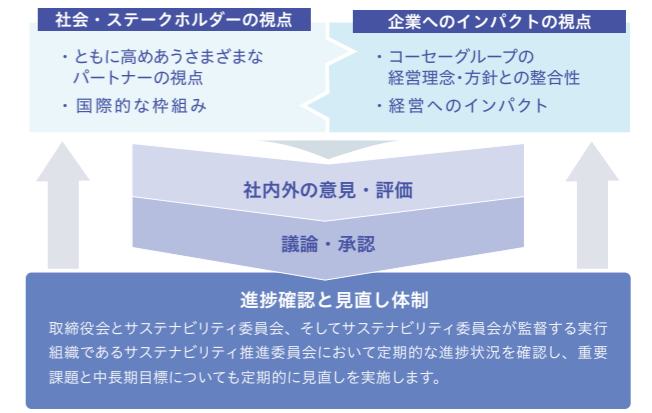 社会・ステークホルダーの視点
・ともに高めあうさまざまな
パートナーの視点
・国際的な枠組み
企業へのインパクトの視点
・コーセーグループの
経営理念・方針との整合性
・経営へのインパクト
社内外の意見・評価
議論・承認
進捗確認と見直し体制
取締役会とサステナビリティ委員会、そしてサステナビリティ委員会が監督する実行
組織であるサステナビリティ推進委員会において定期的な進捗状況を確認し、重要
課題と中長期目標についても定期的に見直しを実施します。